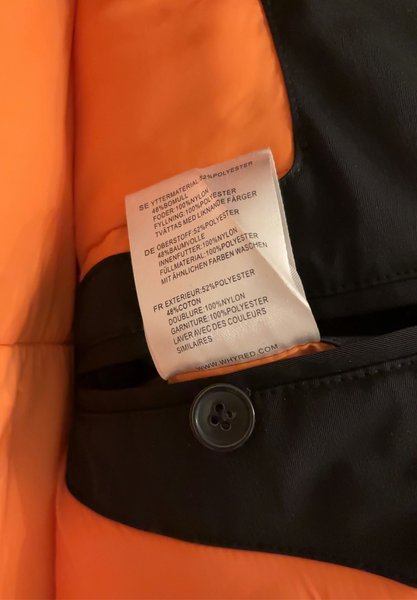 SE YTTERMATERIAL:52%POLYESTER
48%BOMULL
FODER:100%NYLON
FYLLNING:100%POLYESTER
TVÄTTAS MED LIKNANDE FÄRGER
DE OBERSTOFF:52%POLYESTER
48%BAUMVOLLE
INNENFUTTER:100%NYLON
FÜLLMATERIAL:100%POLYESTER
MIT ÄHNLICHEN FARBEN WASCHEN
FR EXTERIEUR:52%POLYESTER
48%COTON
DOUBLURE:100%NYLON
GARNITURE:100%POLYESTER
LAVER AVEC DES COULEURS
SIMILAIRES
WWW.WHYRED.COM